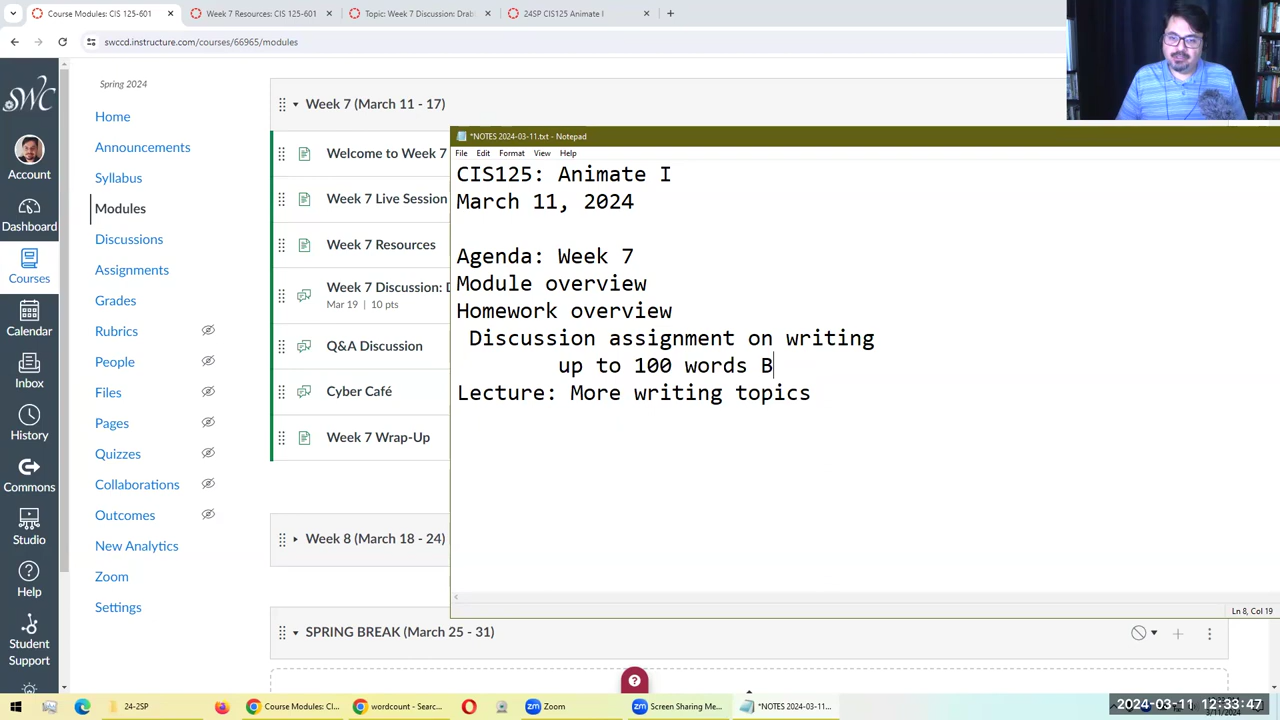 Course Modules: CIS 125-601
Week 7 Resources: CIS 125-601
Topic: Week 7 Discussion: Drab
24SP CIS125 Animate I
swccd.instructure.com/courses/66965/modules
SWC
Account
Dashboard
Courses
Calendar
Inbox
History
Commons
Studio
Help
Student
Support
Spring 2024
Home
Announcements
Syllabus
Modules
Discussions
Assignments
Grades
Rubrics
People
Files
Pages
Quizzes
Collaborations
Outcomes
New Analytics
Zoom
Settings
Week 7 (March 11 - 17)
Welcome to Week 7
Week 7 Live Session
Week 7 Resources
Week 7 Discussion: D
Mar 19 | 10 pts
Q&A Discussion
Cyber Café
Week 7 Wrap-Up
Week 8 (March 18 - 24)
SPRING BREAK (March 25 - 31)
*NOTES 2024-03-11.txt - Notepad
File Edit Format View Help
CIS125: Animate I
March 11, 2024
Agenda: Week 7
Module overview
Homework overview
Discussion assignment on writing
up to 100 words B
Lecture: More writing topics
Ln 8, Col 19
24-2SP
Course Modules: CI...
wordcount - Searc...
Zoom
Screen Sharing Me...
*NOTES 2024-03-11...
2024-03-11 12:33:47